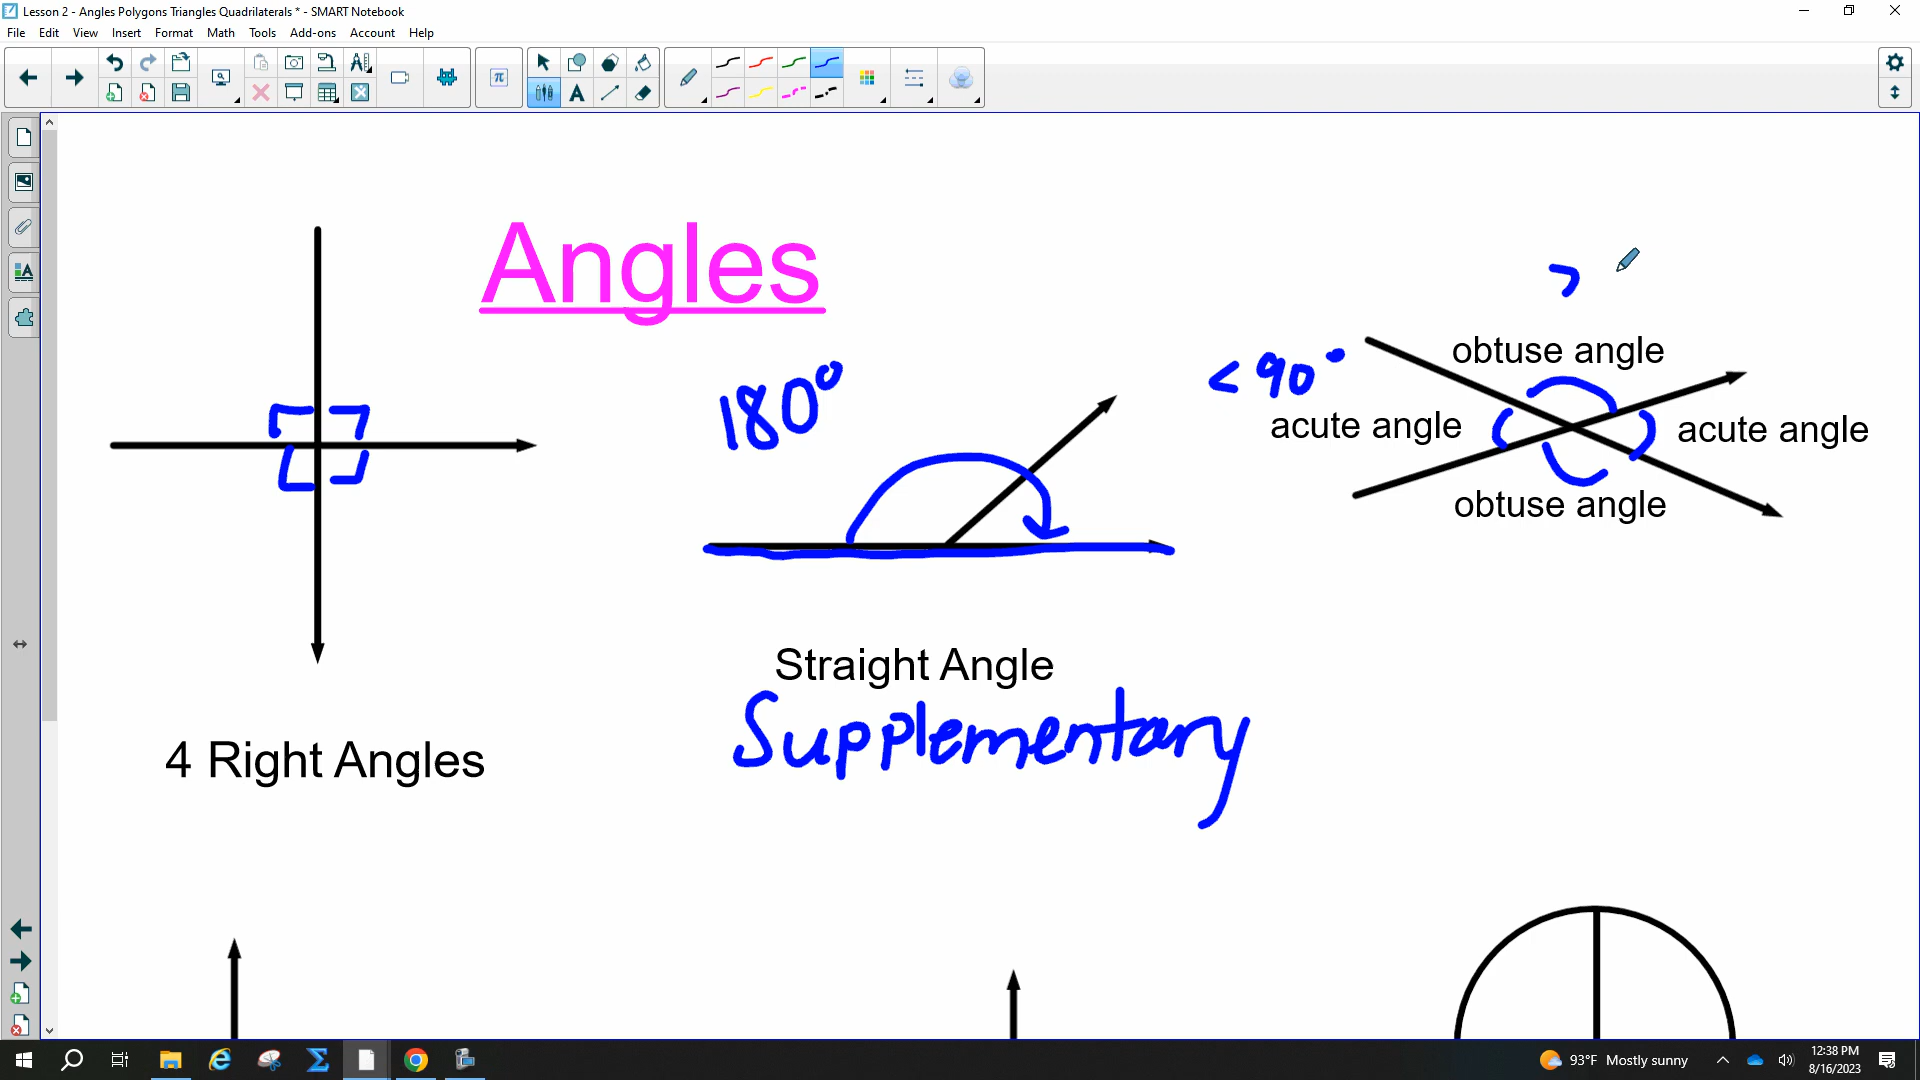 Lesson 2 - Angles Polygons Triangles Quadrilaterals * - SMART Notebook
File Edit View Insert Format Math Tools Add-ons Account Help
Angles
180°
>
< 90°
obtuse angle
acute angle
acute angle
obtuse angle
Straight Angle
Supplementary
4 Right Angles
93°F Mostly sunny
12:38 PM
8/16/2023